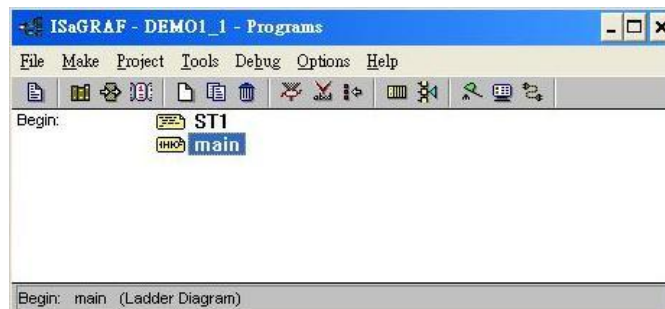 ISaGRAF - DEMO1_1 - Programs
File Make Project Tools Debug Options Help
Begin: ST1
main
Begin: main (Ladder Diagram)